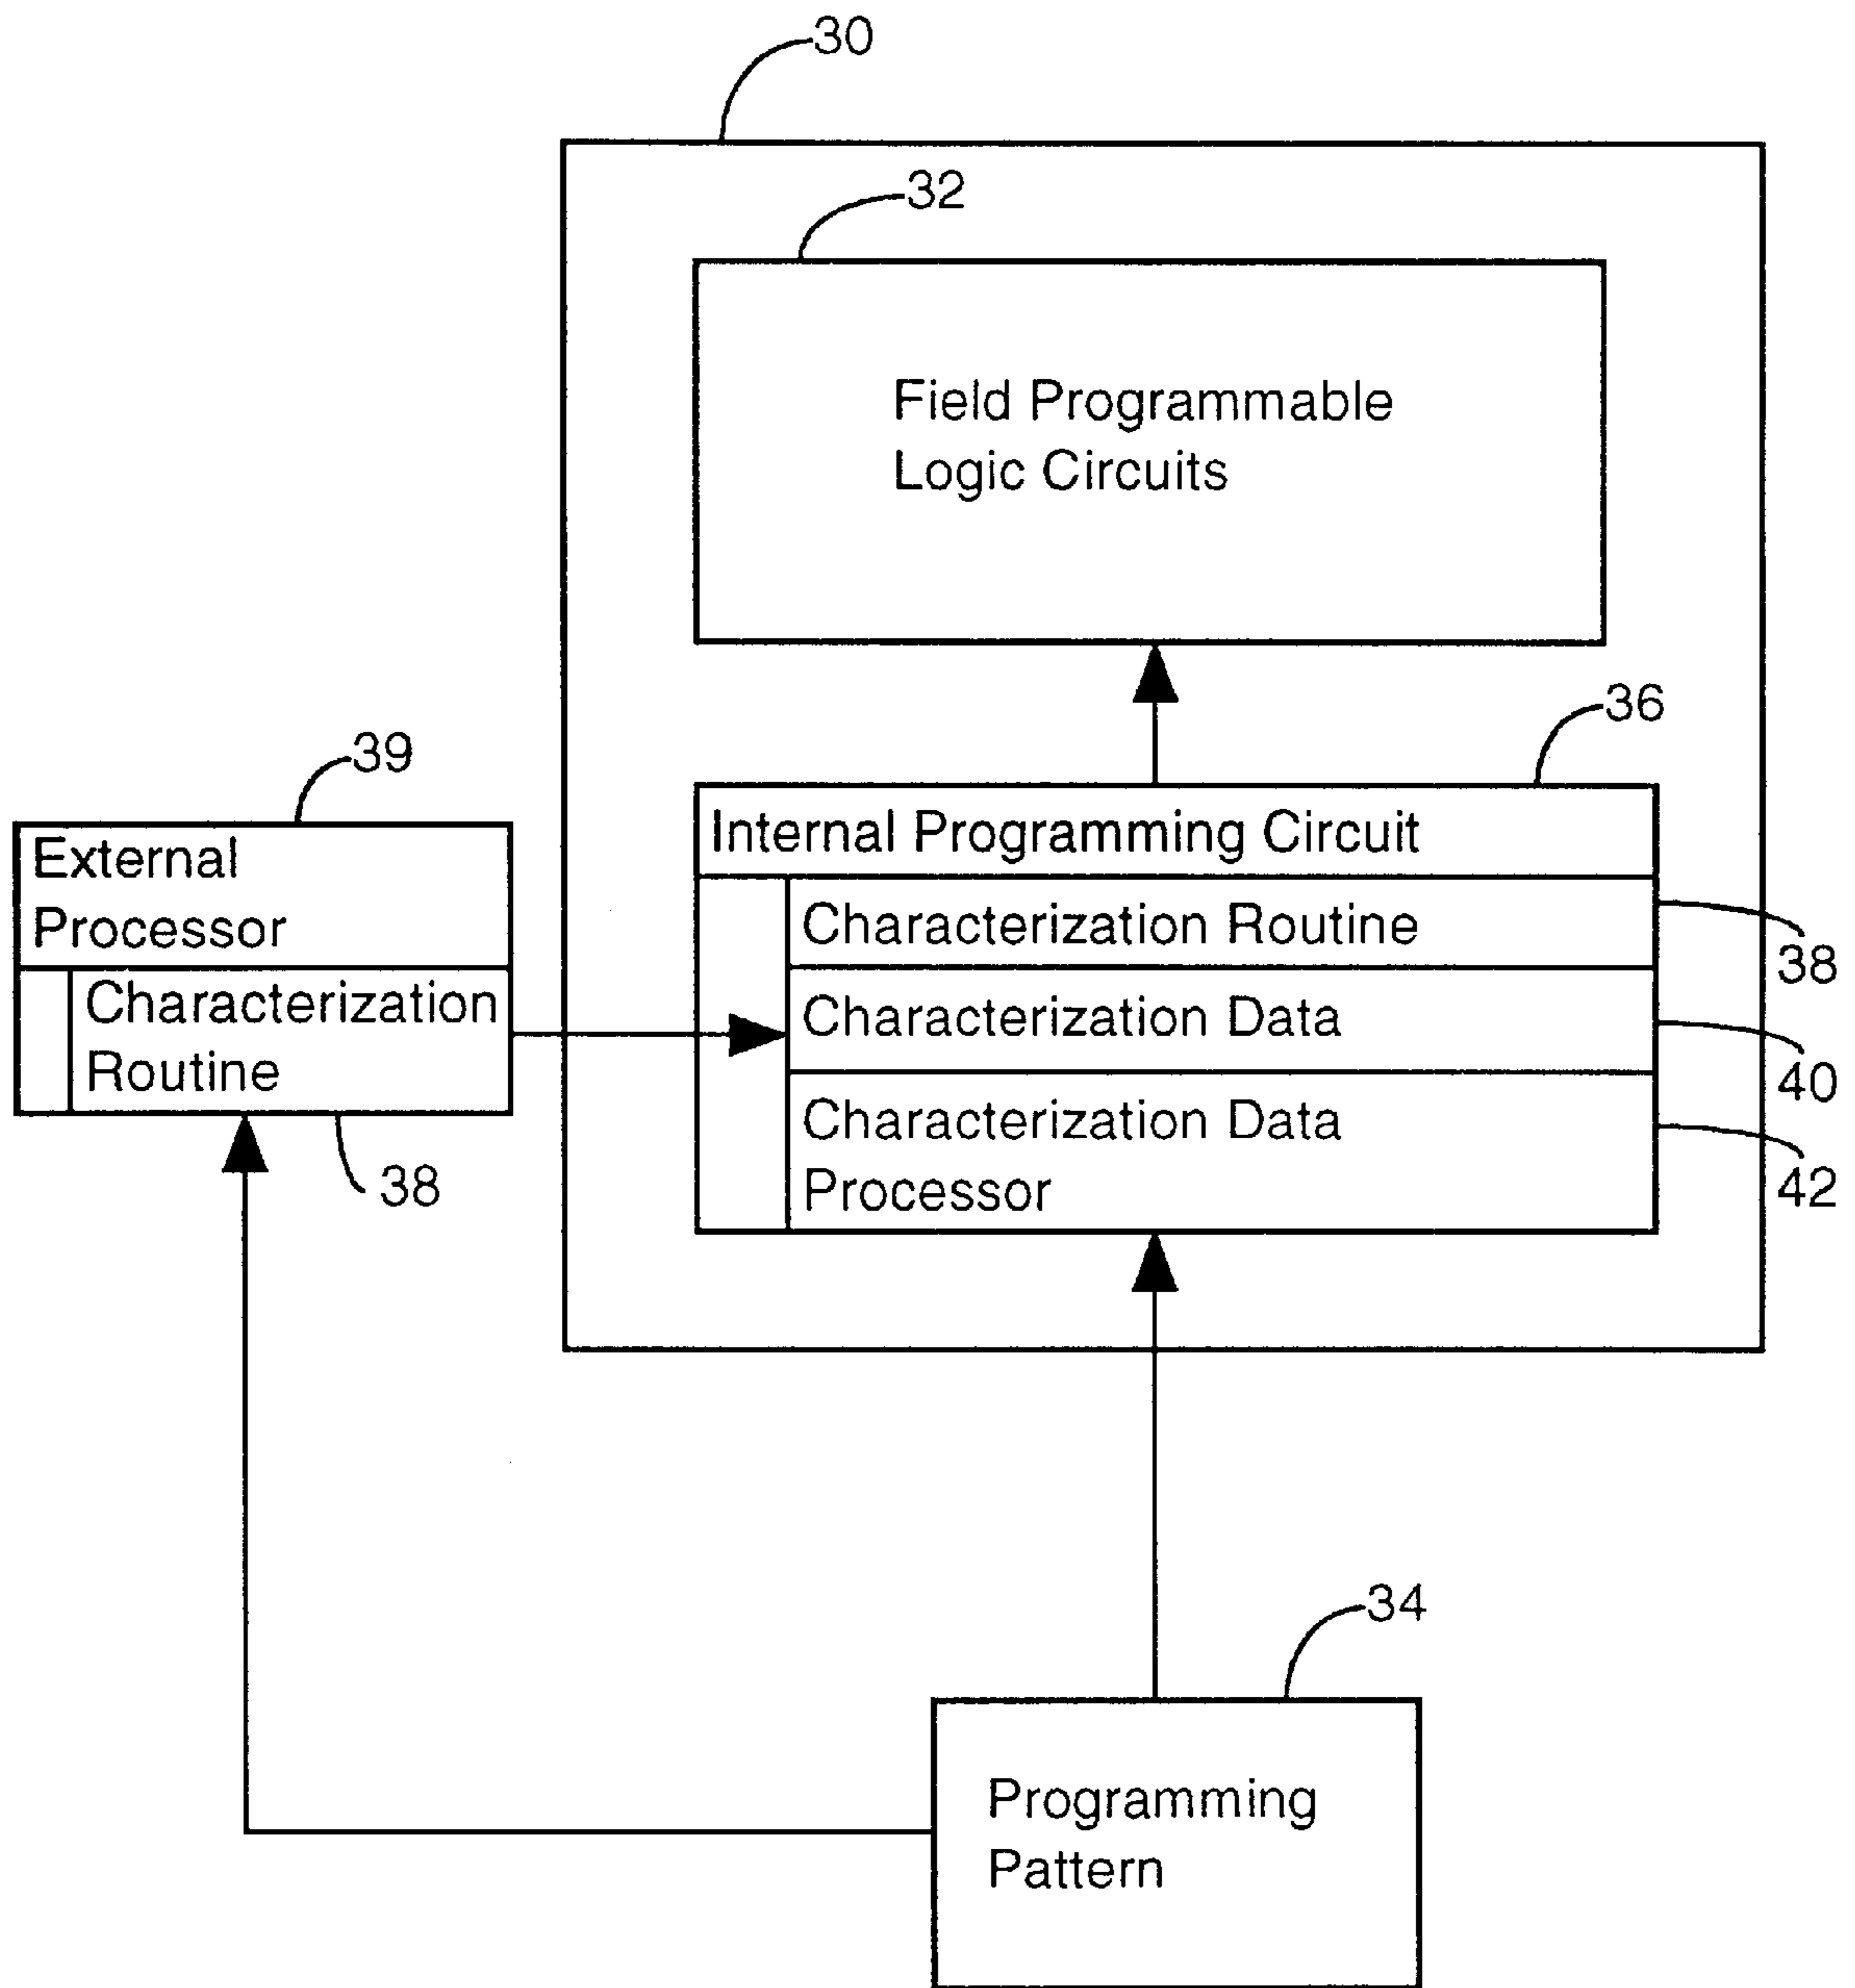 30
32
Field Programmable
Logic Circuits
36
39
Internal Programming Circuit
External
Processor
Characterization Routine
38
Characterization
Routine
Characterization Data
40
Characterization Data
Processor
42
38
34
Programming
Pattern